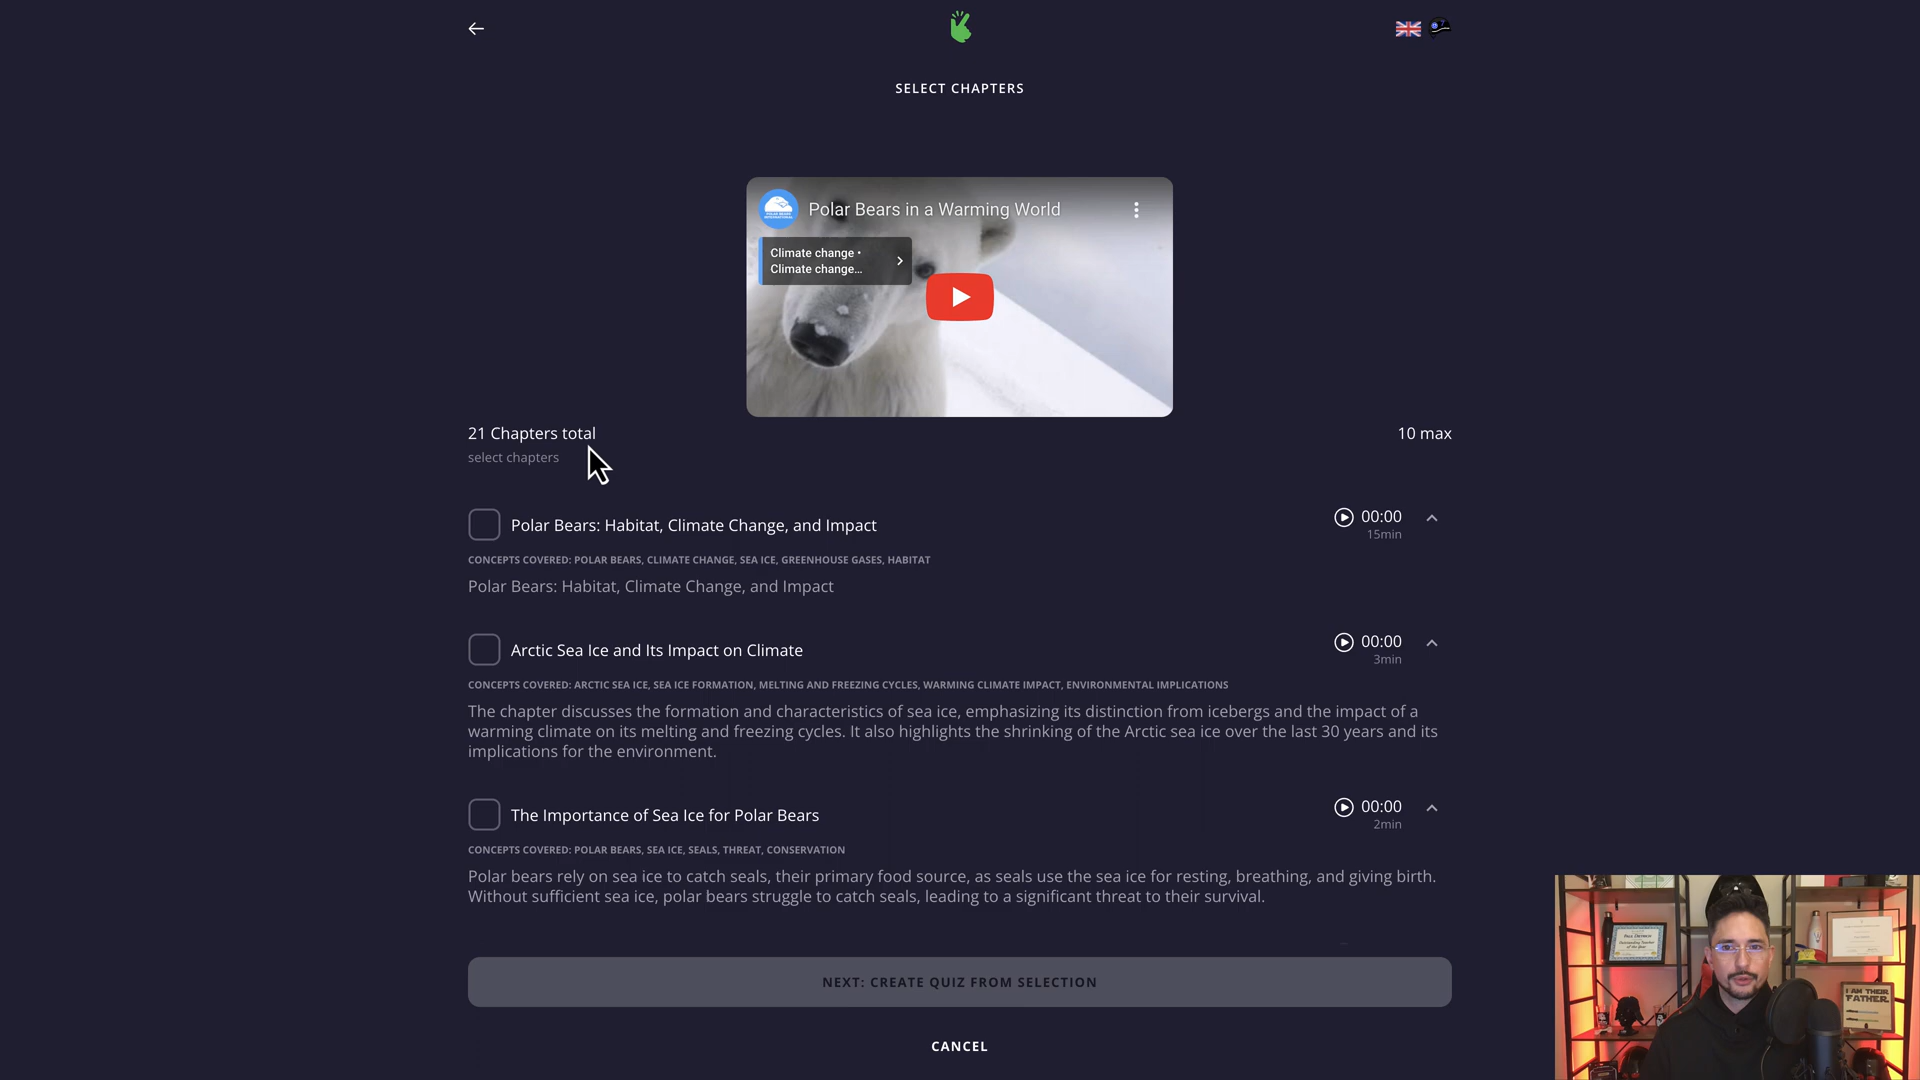 SELECT CHAPTERS
Polar Bears in a Warming World
Climate change •
Climate change...
21 Chapters total
10 max
select chapters
Polar Bears: Habitat, Climate Change, and Impact
00:00
15min
CONCEPTS COVERED: POLAR BEARS, CLIMATE CHANGE, SEA ICE, GREENHOUSE GASES, HABITAT
Polar Bears: Habitat, Climate Change, and Impact
Arctic Sea Ice and Its Impact on Climate
00:00
3min
CONCEPTS COVERED: ARCTIC SEA ICE, SEA ICE FORMATION, MELTING AND FREEZING CYCLES, WARMING CLIMATE IMPACT, ENVIRONMENTAL IMPLICATIONS
The chapter discusses the formation and characteristics of sea ice, emphasizing its distinction from icebergs and the impact of a
warming climate on its melting and freezing cycles. It also highlights the shrinking of the Arctic sea ice over the last 30 years and its
implications for the environment.
The Importance of Sea Ice for Polar Bears
00:00
2min
CONCEPTS COVERED: POLAR BEARS, SEA ICE, SEALS, THREAT, CONSERVATION
Polar bears rely on sea ice to catch seals, their primary food source, as seals use the sea ice for resting, breathing, and giving birth.
Without sufficient sea ice, polar bears struggle to catch seals, leading to a significant threat to their survival.
NEXT: CREATE QUIZ FROM SELECTION
CANCEL
I AM THEIR
FATHER.